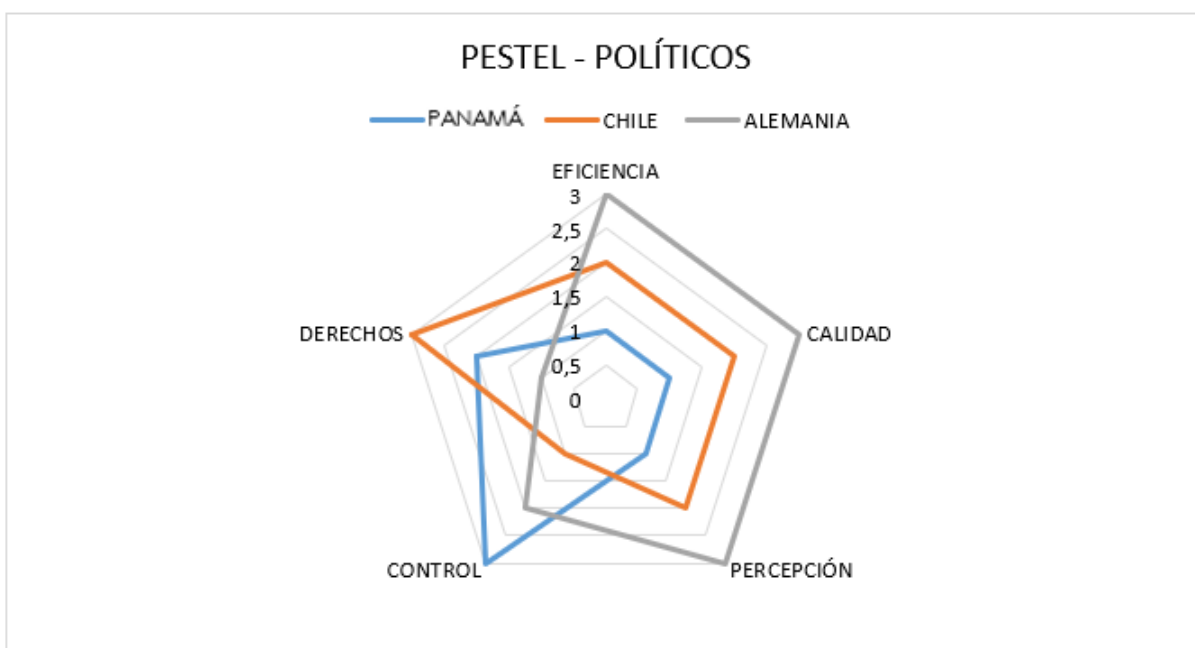 PESTEL - POLÍTICOS
PANAMÁ CHILE ALEMANIA
EFICIENCIA
3
2,5
2
1,5
DERECHOS CALIDAD
1
0,5
0
CONTROL PERCEPCIÓN